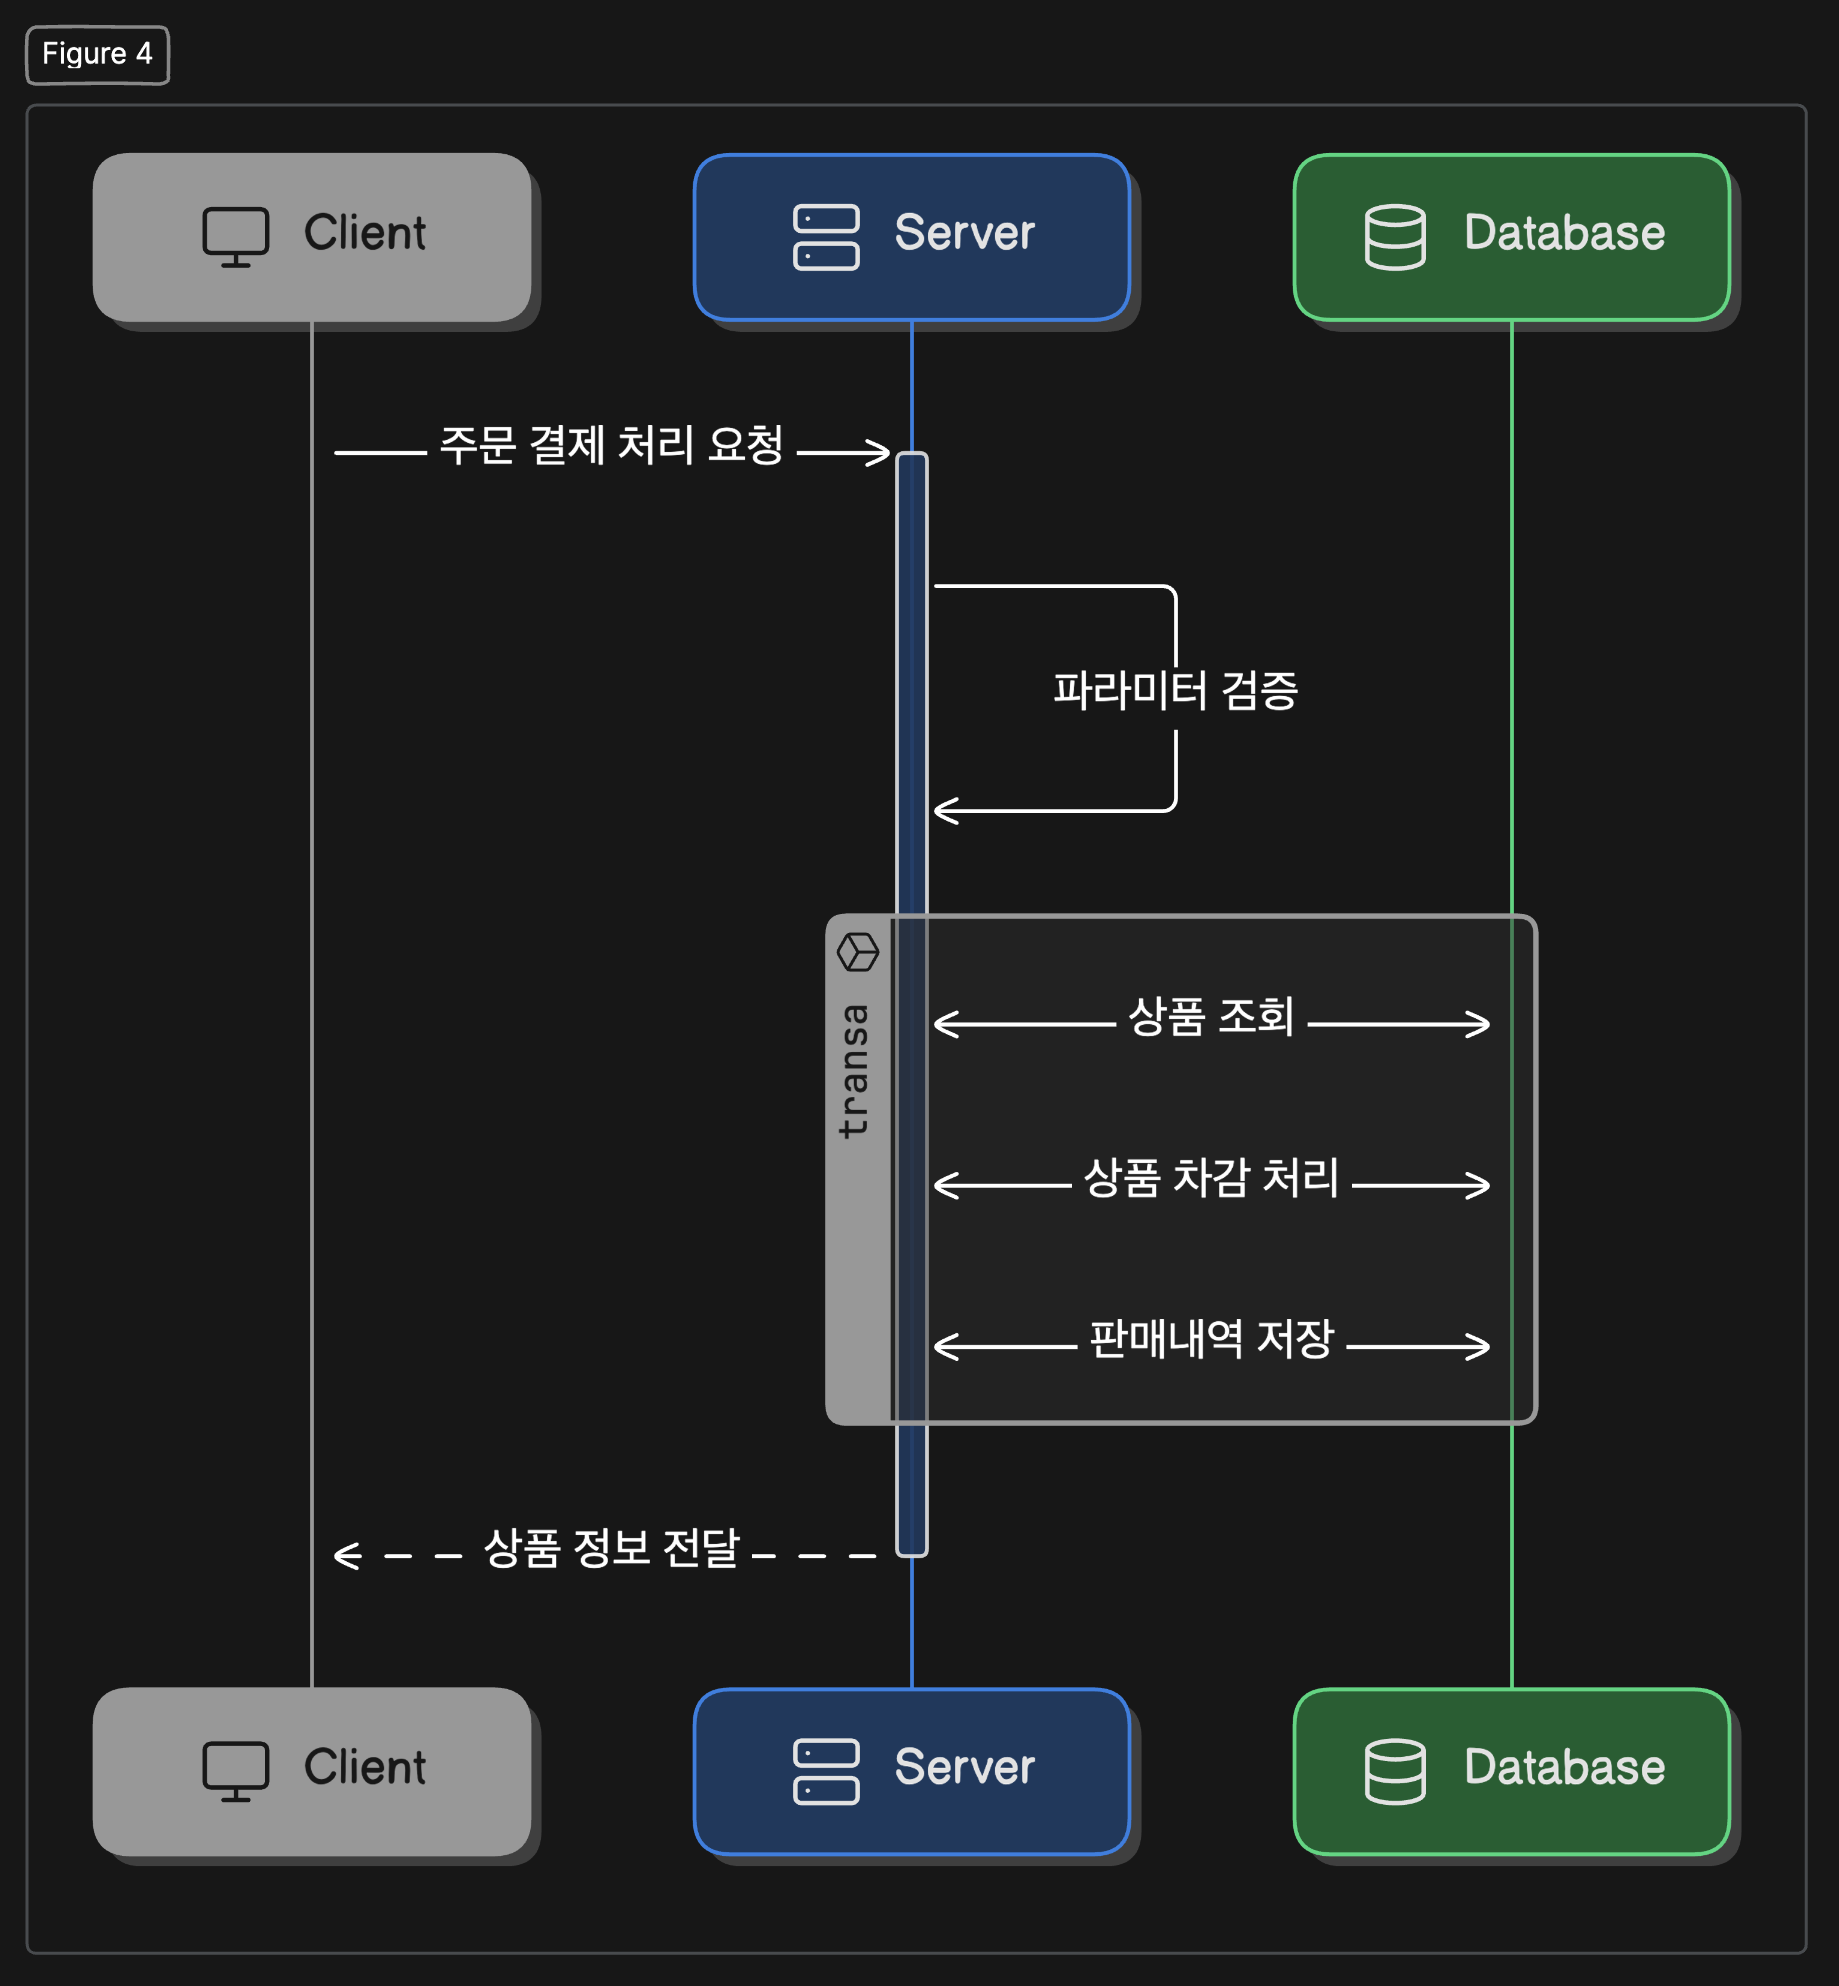 Figure 4
Client
Server
Database
주문 결제 처리 요청
파라미터 검증
transa
상품 조회
상품 차감 처리
판매내역 저장
상품 정보 전달
Client
Server
Database